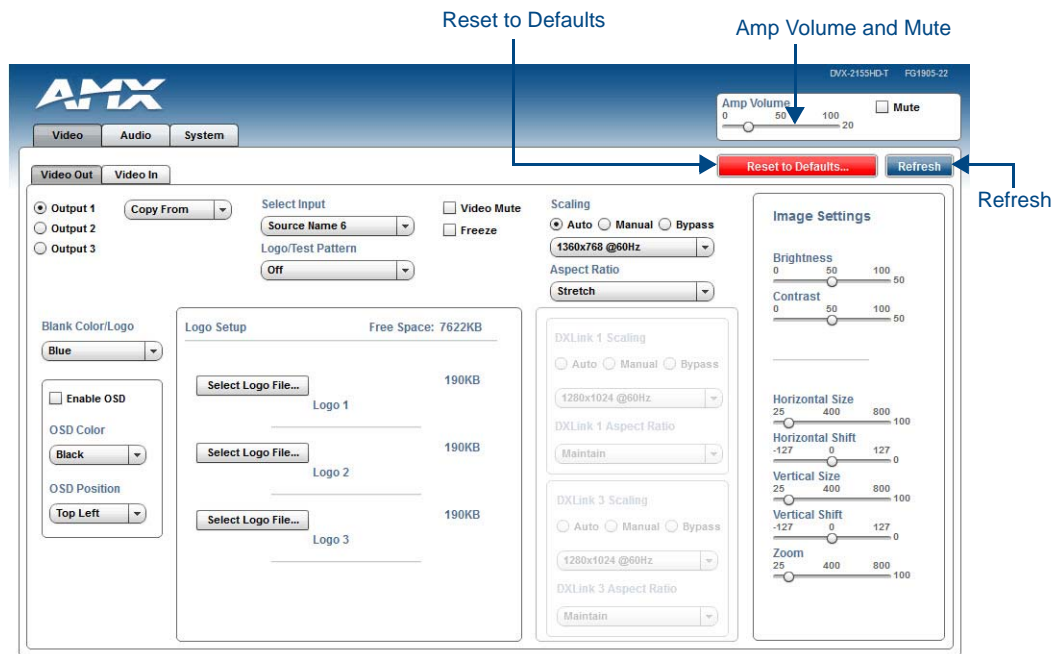 Reset to Defaults
Amp Volume and Mute
DVX-2155HD-T FG1905-22
AMX
Amp Volume
0 50 100
20
Mute
Video Audio System
Reset to Defaults... Refresh
Refresh
Video Out Video In
Output 1
Output 2
Output 3
Copy From
Select Input
Source Name 6
Logo/Test Pattern
Off
Video Mute
Freeze
Scaling
Auto Manual Bypass
1360x768 @60Hz
Aspect Ratio
Stretch
Blank Color/Logo
Blue
Enable OSD
OSD Color
Black
OSD Position
Top Left
Logo Setup Free Space: 7622KB
Select Logo File... 190KB
Logo 1
Select Logo File... 190KB
Logo 2
Select Logo File... 190KB
Logo 3
DXLink 1 Scaling
Auto Manual Bypass
1280x1024 @60Hz
DXLink 1 Aspect Ratio
Maintain
DXLink 3 Scaling
Auto Manual Bypass
1280x1024 @60Hz
DXLink 3 Aspect Ratio
Maintain
Image Settings
Brightness
0 50 100
50
Contrast
0 50 100
50
Horizontal Size
25 400 800
100
Horizontal Shift
-127 0 127
0
Vertical Size
25 400 800
100
Vertical Shift
-127 0 127
0
Zoom
25 400 800
100